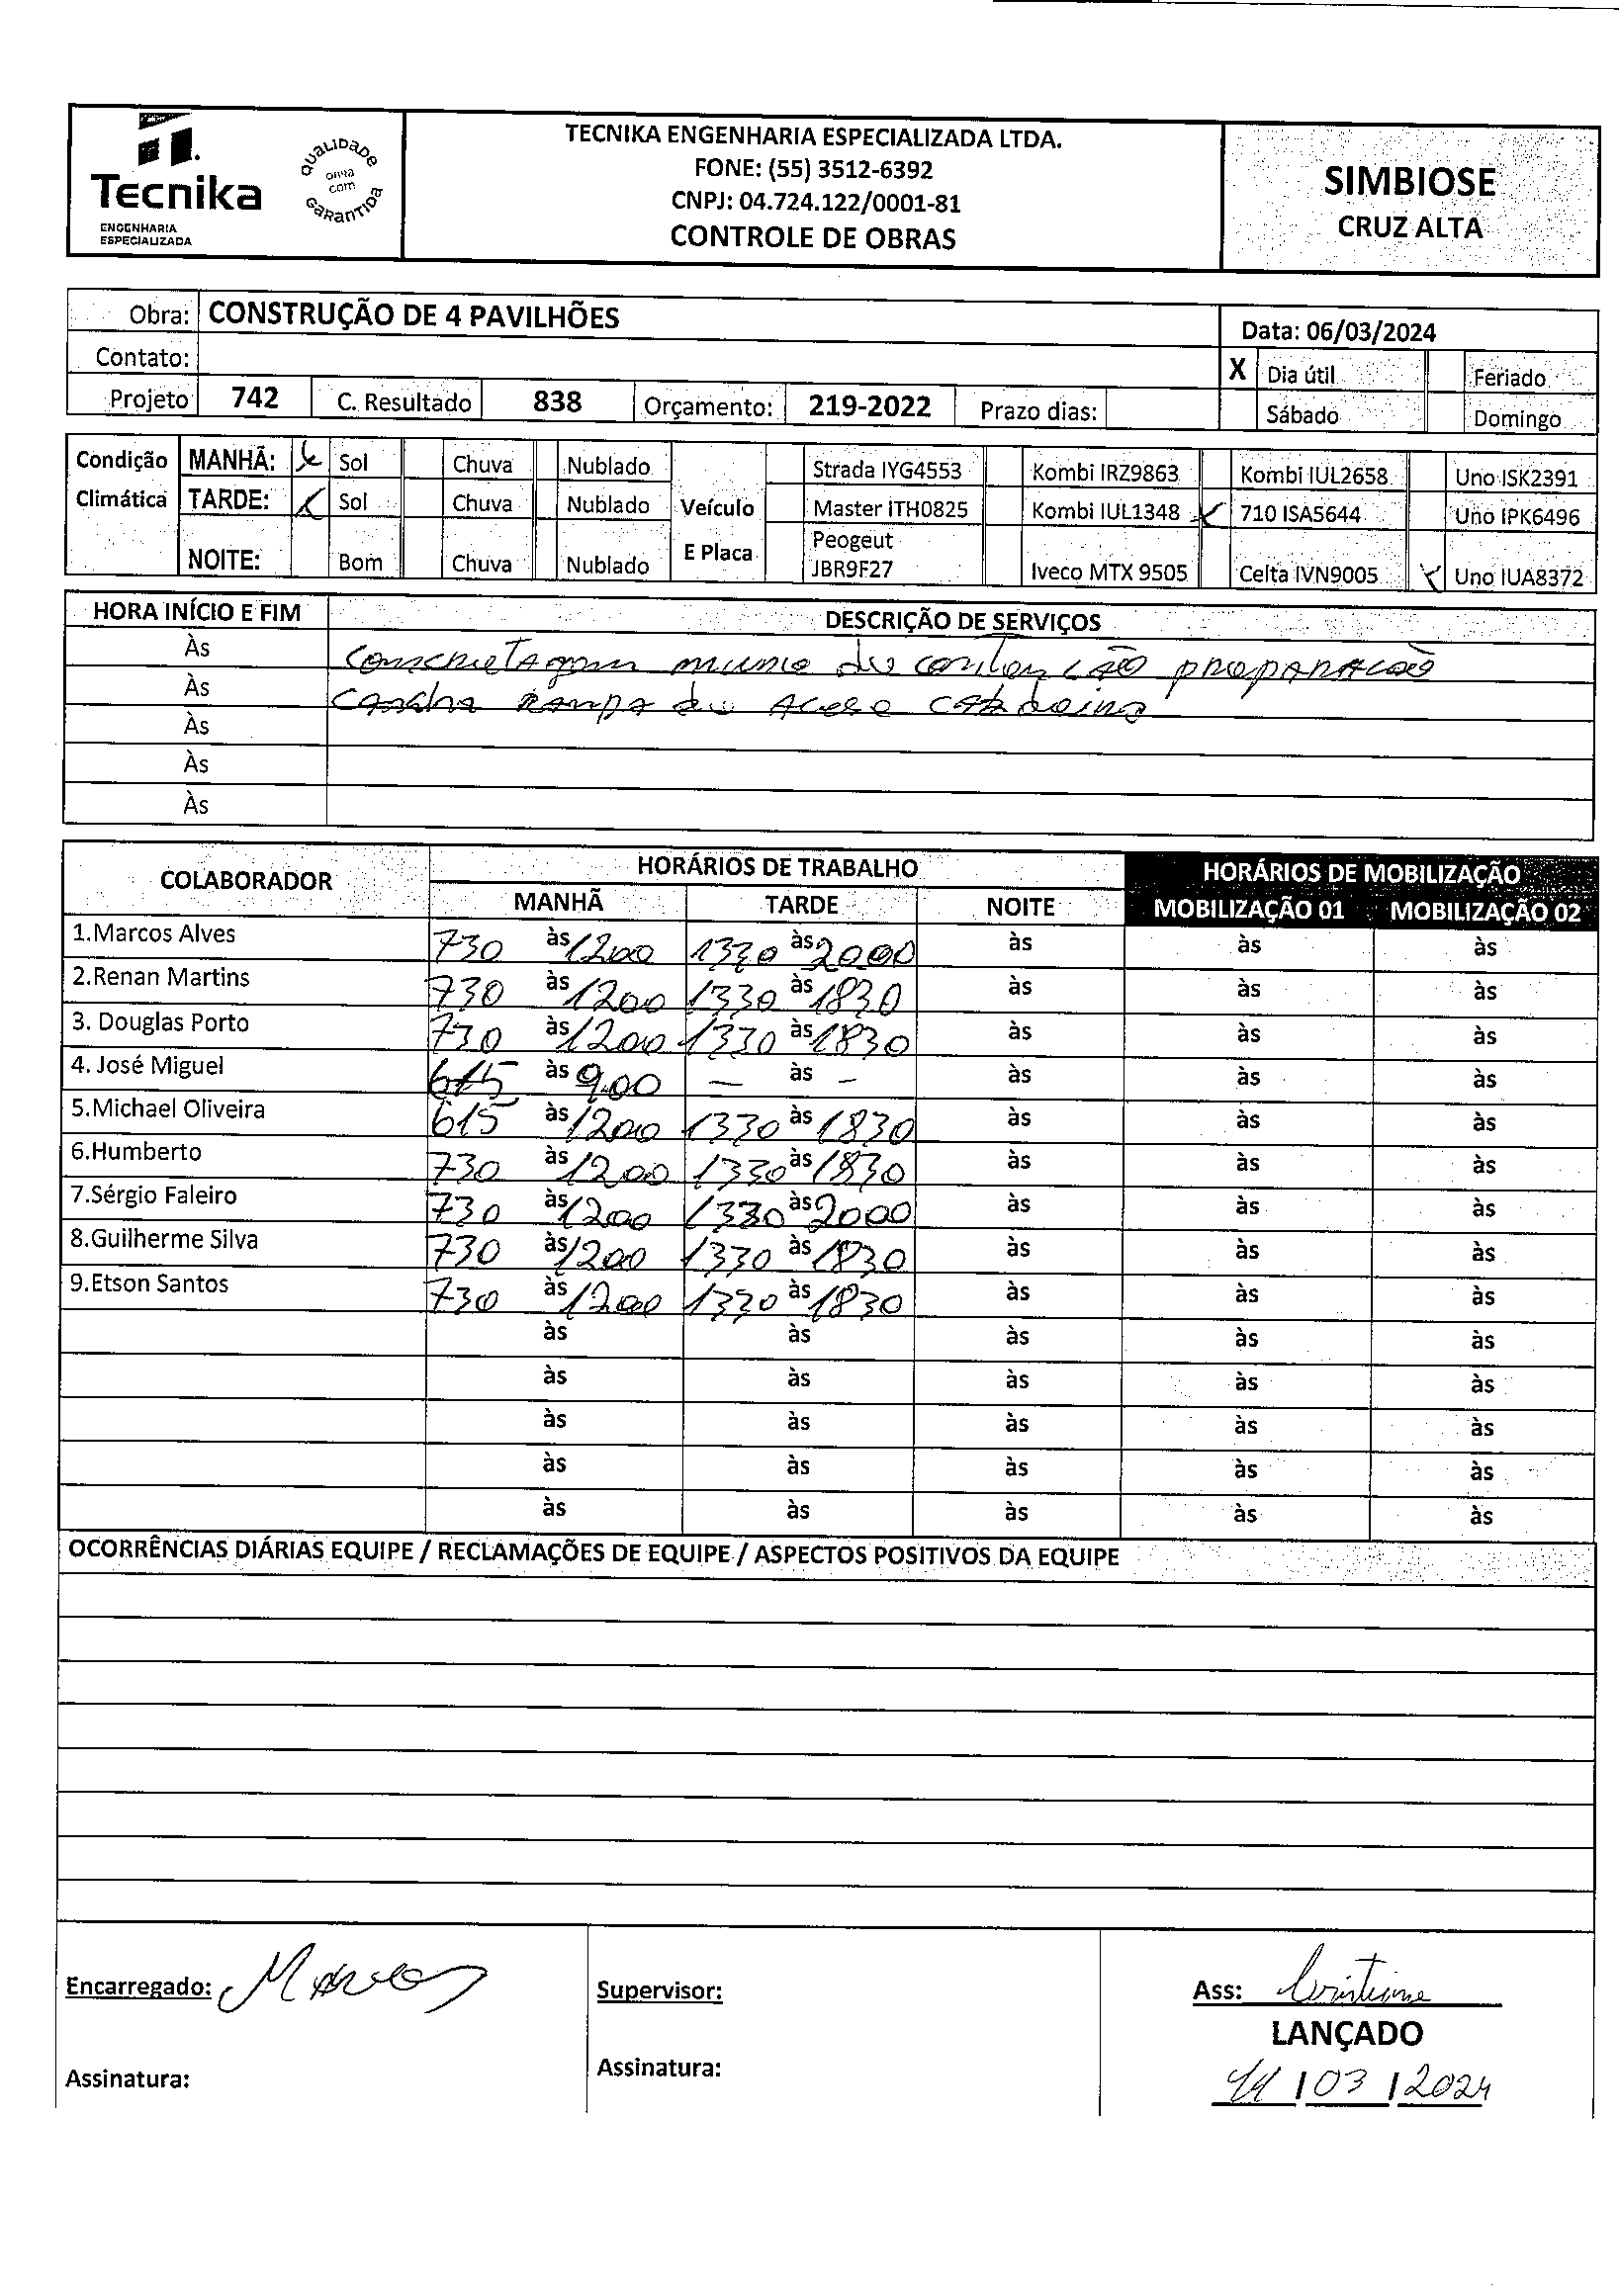 Tecnika
ENGENHARIA
ESPECIALIZADA
QUALIDADE
OBRA
COM
GARANTIDA
TECNIKA ENGENHARIA ESPECIALIZADA LTDA.
FONE: (55) 3512-6392
CNPJ: 04.724.122/0001-81
CONTROLE DE OBRAS
SIMBIOSE
CRUZ ALTA
Obra: CONSTRUÇÃO DE 4 PAVILHÕES
Data: 06/03/2024
Contato:
X Dia útil Feriado
Projeto 742 C. Resultado 838 Orçamento: 219-2022 Prazo dias:
Sábado Domingo
Condição MANHÃ: X Sol Chuva Nublado Strada IYG4553 Kombi IRZ9863 Kombi IUL2658 Uno ISK2391
Climática TARDE: X Sol Chuva Nublado Veículo Master ITH0825 Kombi IUL1348 X 710 ISA5644 Uno IPK6496
NOITE: Bom Chuva Nublado E Placa Peogeut JBR9F27 Iveco MTX 9505 Celta IVN9005 X Uno IUA8372
HORA INÍCIO E FIM DESCRIÇÃO DE SERVIÇOS
Às Concretagem muro de contenção preparação
Às cancha rampa de aceso
Às
Às
Às
COLABORADOR HORÁRIOS DE TRABALHO HORÁRIOS DE MOBILIZAÇÃO
MANHÃ TARDE NOITE MOBILIZAÇÃO 01 MOBILIZAÇÃO 02
1.Marcos Alves 730 às 1200 1330 às 2000 às às às
2.Renan Martins 730 às 1200 1330 às 1830 às às às
3. Douglas Porto 730 às 1200 1330 às 1830 às às às
4. José Miguel 615 às 9.00 — às – às às às
5.Michael Oliveira 615 às 1200 1330 às 1830 às às às
6.Humberto 730 às 1200 1330 às 1830 às às às
7.Sérgio Faleiro 730 às 1200 1330 às 2000 às às às
8.Guilherme Silva 730 às 1200 1330 às 1830 às às às
9.Etson Santos 730 às 1200 1330 às 1830 às às às
às às às às às
às às às às às
às às às às às
às às às às às
às às às às às
OCORRÊNCIAS DIÁRIAS EQUIPE / RECLAMAÇÕES DE EQUIPE / ASPECTOS POSITIVOS DA EQUIPE
Encarregado: Marcos
Supervisor:
Ass: Cristiane
LANÇADO
Assinatura:
Assinatura:
11 / 03 / 2024